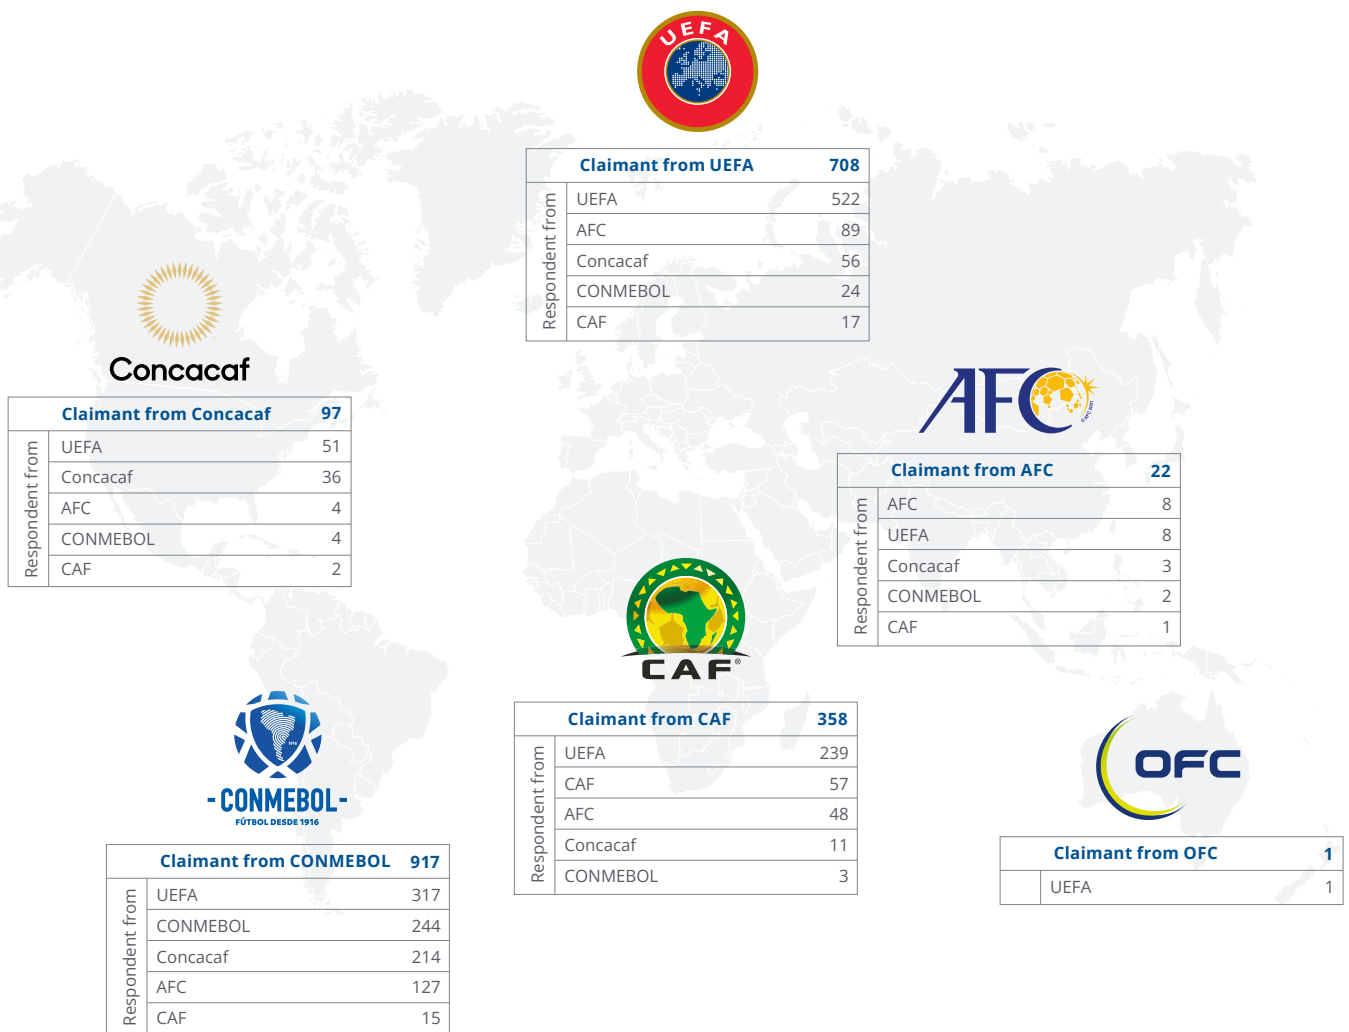 UEFA
Claimant from UEFA 708
Respondent from
UEFA 522
AFC 89
Concacaf 56
CONMEBOL 24
CAF 17
Concacaf
Claimant from Concacaf 97
Respondent from
UEFA 51
Concacaf 36
AFC 4
CONMEBOL 4
CAF 2
AFC
Claimant from AFC 22
Respondent from
AFC 8
UEFA 8
Concacaf 3
CONMEBOL 2
CAF 1
CAF®
Claimant from CAF 358
Respondent from
UEFA 239
CAF 57
AFC 48
Concacaf 11
CONMEBOL 3
1916
-CONMEBOL-
FÚTBOL DESDE 1916
Claimant from CONMEBOL 917
Respondent from
UEFA 317
CONMEBOL 244
Concacaf 214
AFC 127
CAF 15
OFC
Claimant from OFC 1
UEFA 1